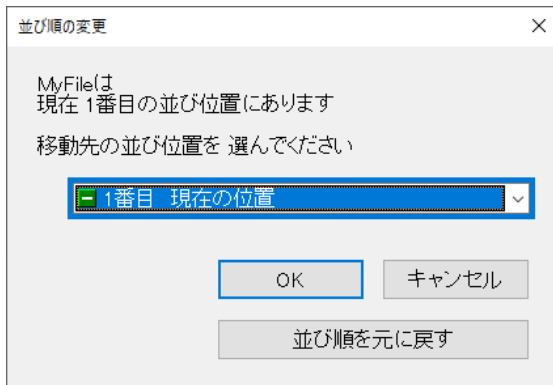 並び順の変更
MyFileは
現在 1番目の並び位置にあります
移動先の並び位置を 選んでください
1番目 現在の位置
OK キャンセル
並び順を元に戻す